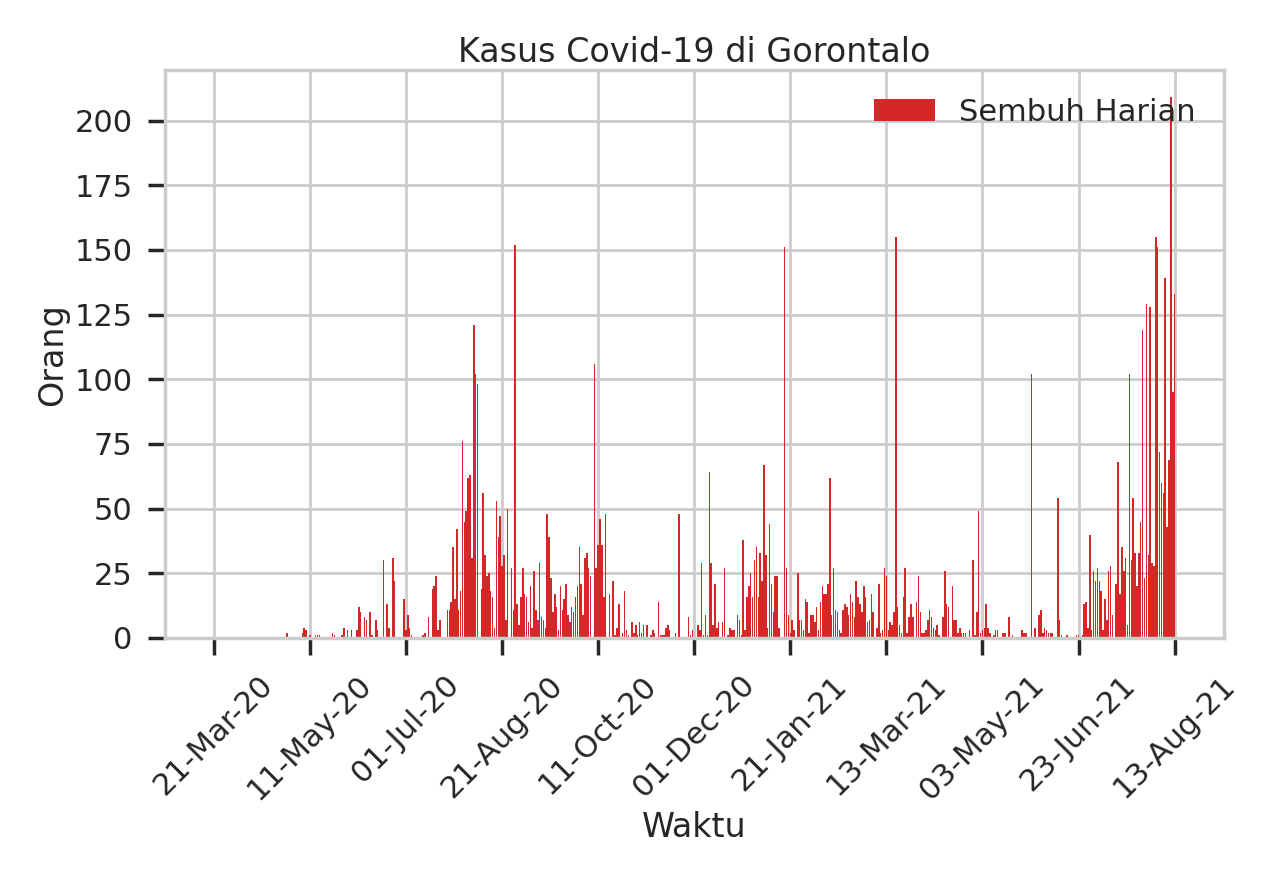 Kasus Covid-19 di Gorontalo
Sembuh Harian
Orang
200
175
150
125
100
75
50
25
0
21-Mar-20
11-May-20
01-Jul-20
21-Aug-20
11-Oct-20
01-Dec-20
21-Jan-21
13-Mar-21
03-May-21
23-Jun-21
13-Aug-21
Waktu